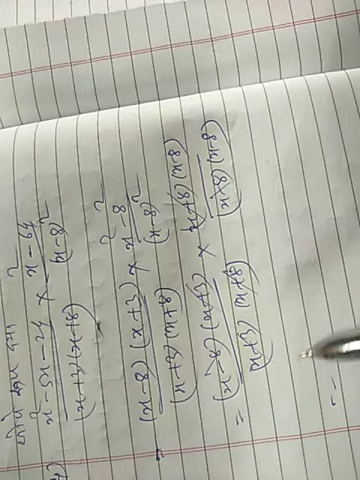 x² - 5x - 24 / (x+3)(x+8) × x² - 64 / (x-8)²
= (x-8)(x+3) / (x+3)(x+8) × x² - 8² / (x-8)²
= (x-8)(x+3) / (x+3)(x+8) × (x+8)(x-8) / (x-8)(x-8)
=